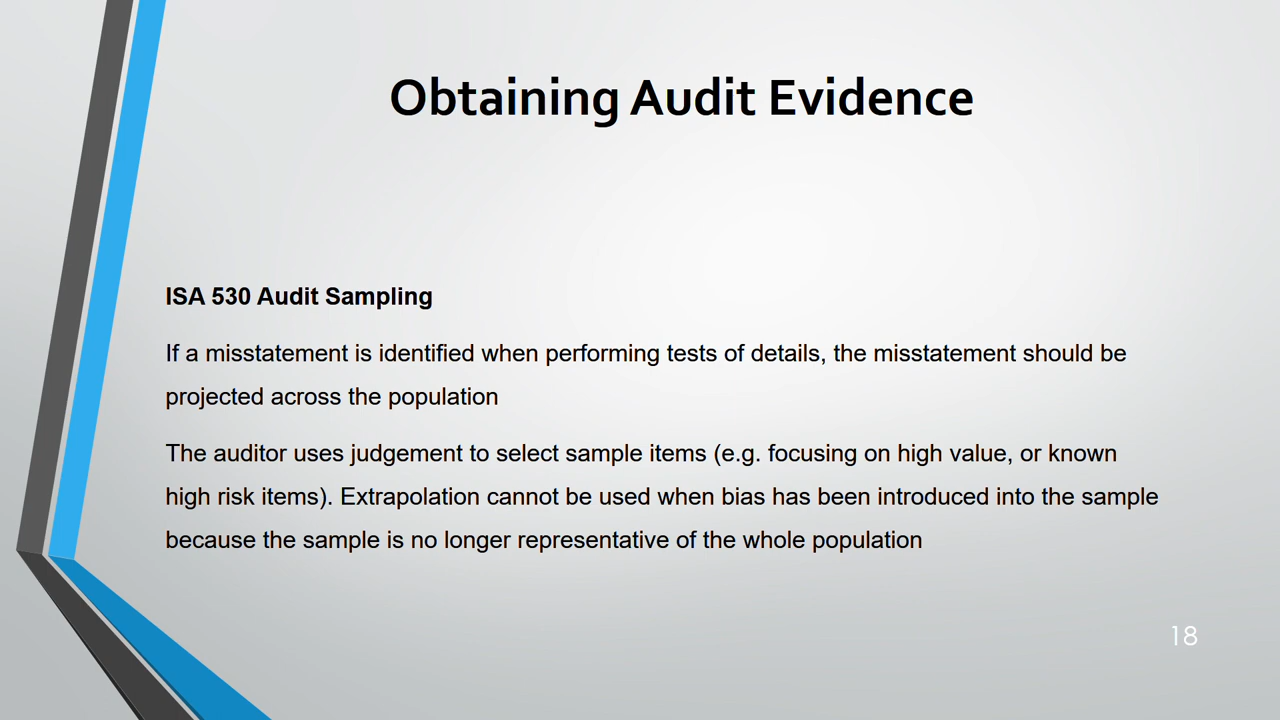 Obtaining Audit Evidence
ISA 530 Audit Sampling
If a misstatement is identified when performing tests of details, the misstatement should be
projected across the population
The auditor uses judgement to select sample items (e.g. focusing on high value, or known
high risk items). Extrapolation cannot be used when bias has been introduced into the sample
because the sample is no longer representative of the whole population
18